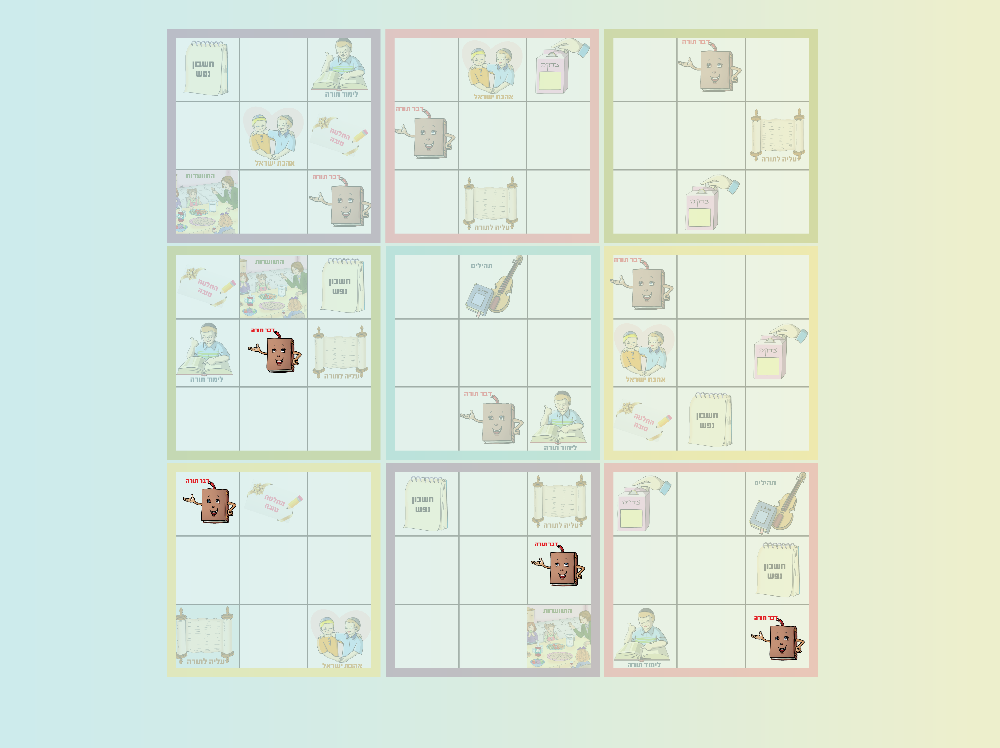 חשבון
נפש
לימוד תורה
אהבת ישראל
צדקה
דבר תורה
דבר תורה
אהבת ישראל
החלטה
טובה
עליה לתורה
התוועדות
דבר תורה
עליה לתורה
צדקה
החלטה
טובה
התוועדות
חשבון
נפש
תהילים
תהילים
דבר תורה
לימוד תורה
דבר תורה
עליה לתורה
אהבת ישראל
צדקה
דבר תורה
לימוד תורה
החלטה
טובה
חשבון
נפש
דבר תורה
החלטה
טובה
חשבון
נפש
עליה לתורה
צדקה
תהילים
תהילים
דבר תורה
חשבון
נפש
עליה לתורה
אהבת ישראל
התוועדות
לימוד תורה
דבר תורה